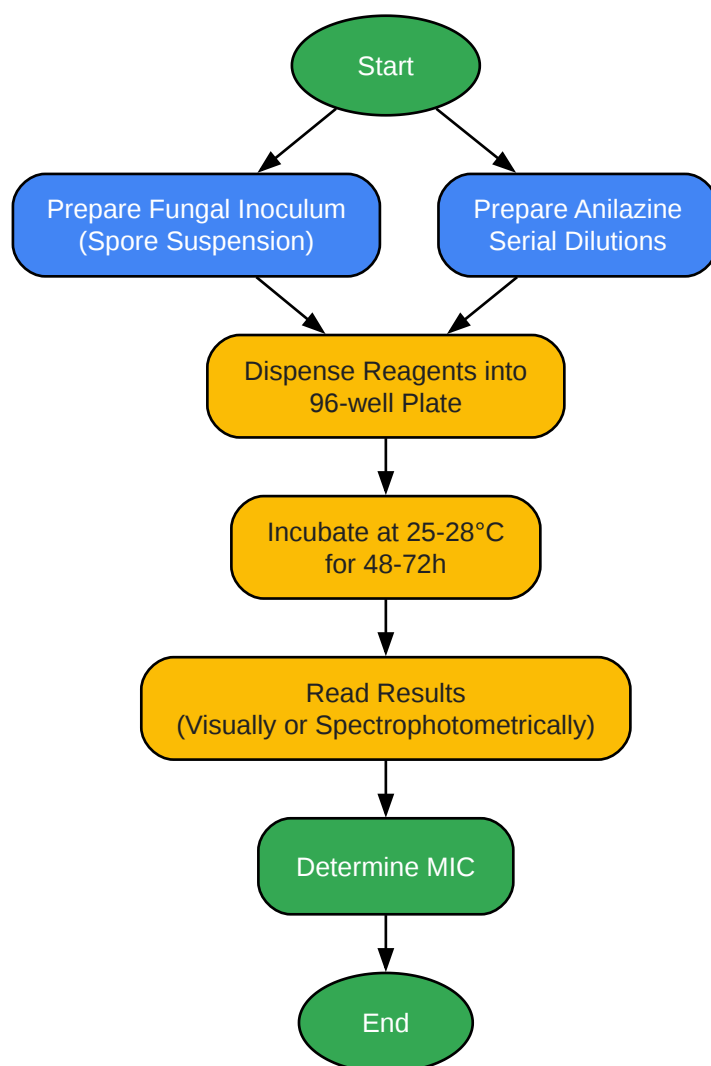 Start
Prepare Fungal Inoculum
(Spore Suspension)
Prepare Anilazine
Serial Dilutions
Dispense Reagents into
96-well Plate
Incubate at 25-28°C
for 48-72h
Read Results
(Visually or Spectrophotometrically)
Determine MIC
End